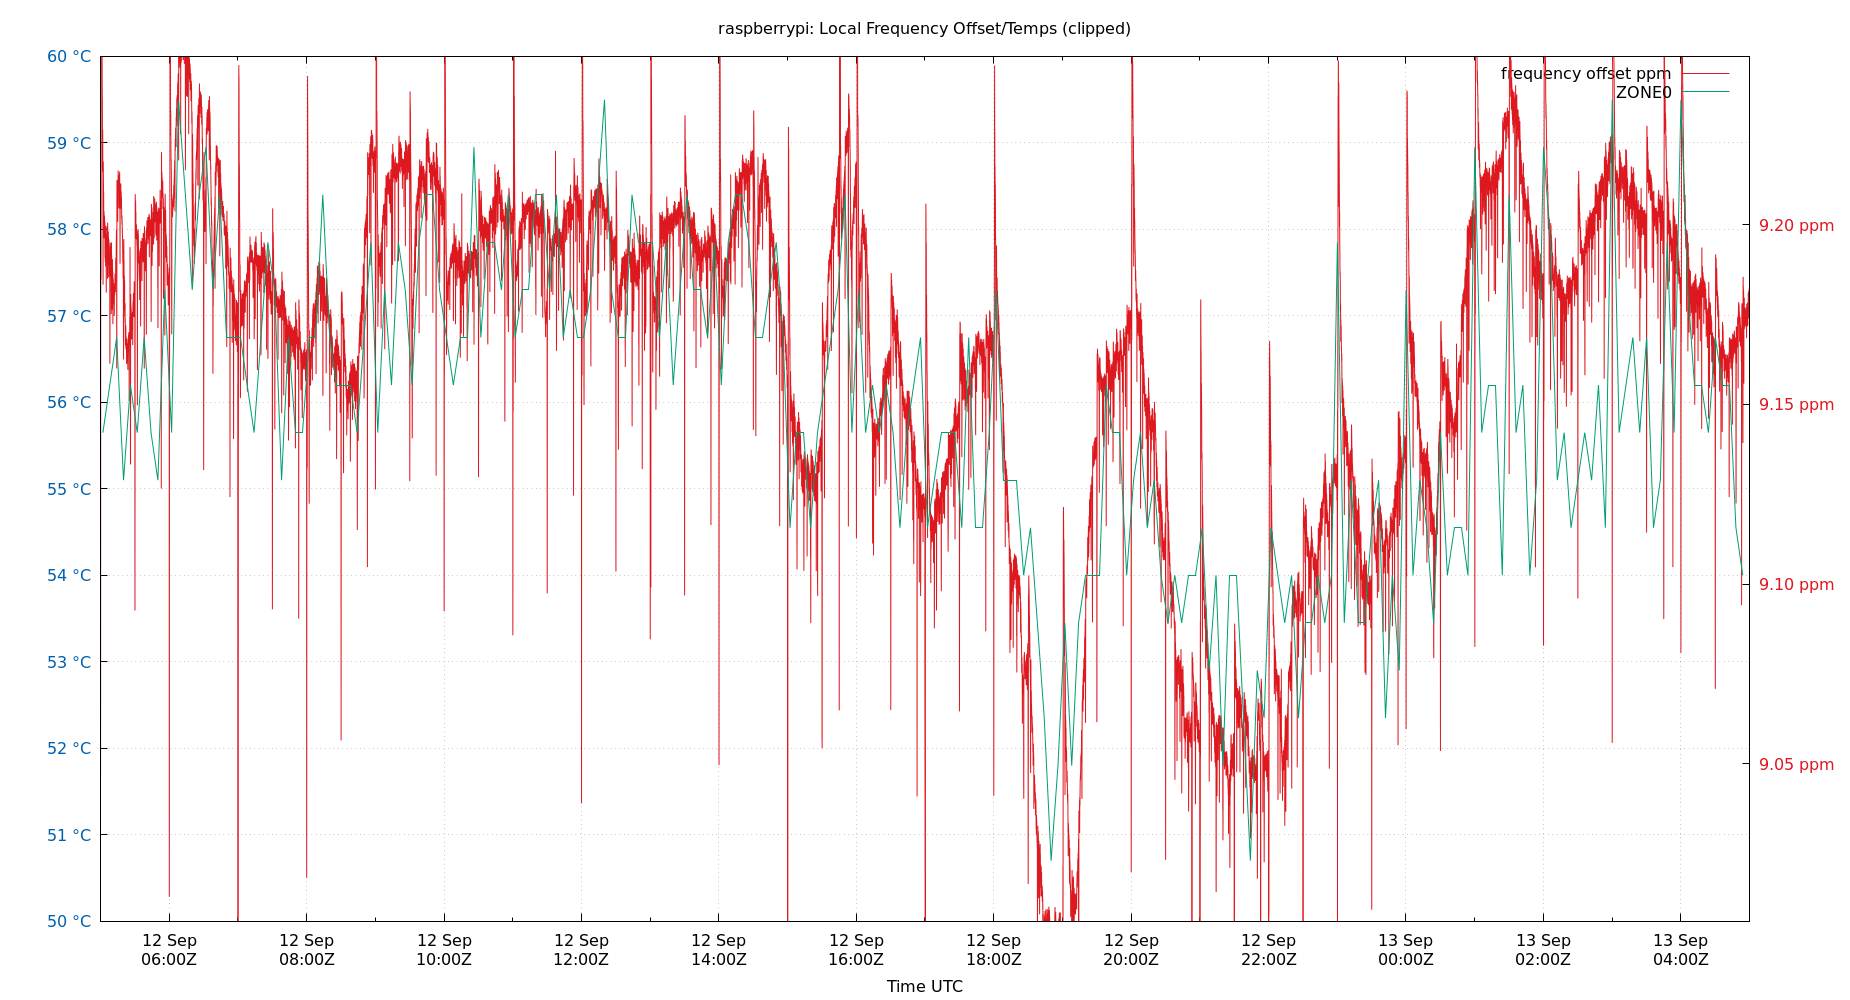 raspberrypi: Local Frequency Offset/Temps (clipped)
60 °C
59 °C
58 °C
57 °C
56 °C
55 °C
54 °C
53 °C
52 °C
51 °C
50 °C
frequency offset ppm
ZONE0
9.20 ppm
9.15 ppm
9.10 ppm
9.05 ppm
12 Sep 12 Sep 12 Sep 12 Sep 12 Sep 12 Sep 12 Sep 12 Sep 12 Sep 13 Sep 13 Sep 13 Sep
06:00Z 08:00Z 10:00Z 12:00Z 14:00Z 16:00Z 18:00Z 20:00Z 22:00Z 00:00Z 02:00Z 04:00Z
Time UTC